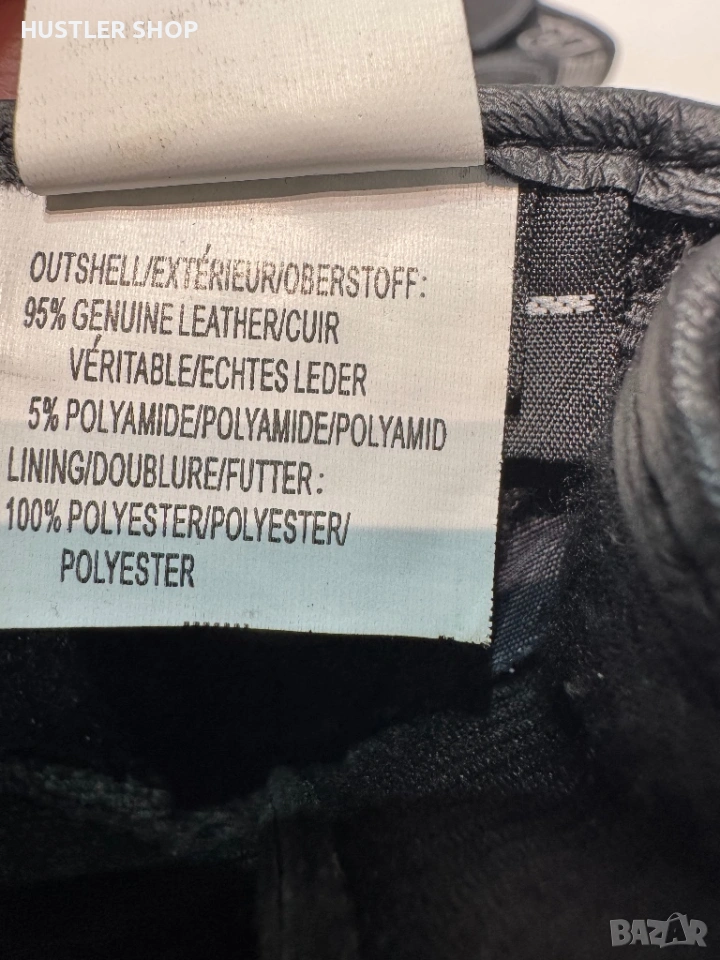 HUSTLER SHOP
OUTSHELL/EXTÉRIEUR/OBERSTOFF:
95% GENUINE LEATHER/CUIR
VÉRITABLE/ECHTES LEDER
5% POLYAMIDE/POLYAMIDE/POLYAMID
LINING/DOUBLURE/FUTTER:
100% POLYESTER/POLYESTER/
POLYESTER
BAZAR